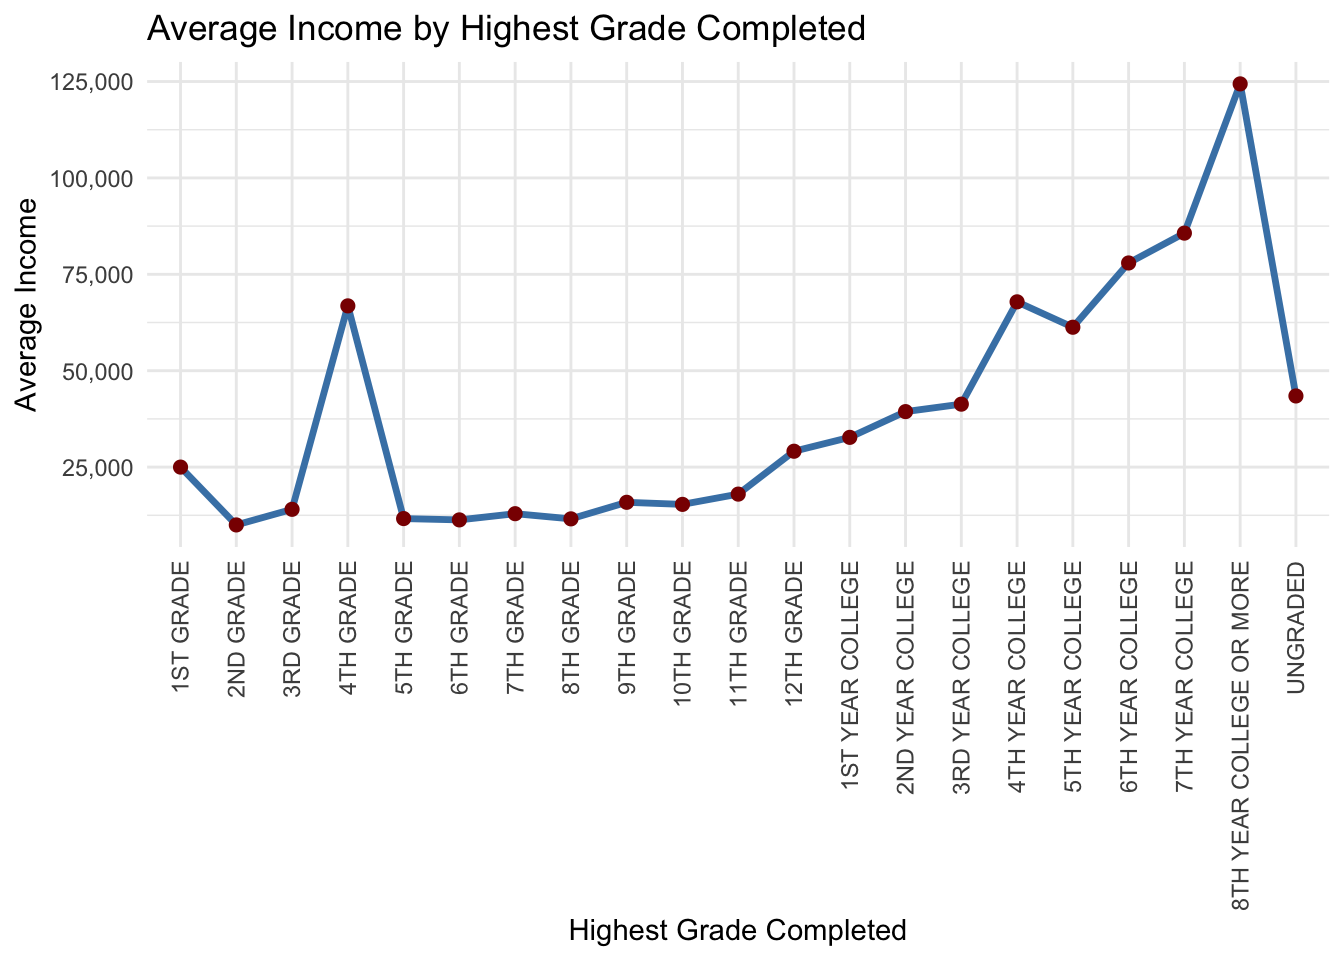 Average Income by Highest Grade Completed
125,000
100,000
75,000
50,000
25,000
Average Income
1ST GRADE
2ND GRADE
3RD GRADE
4TH GRADE
5TH GRADE
6TH GRADE
7TH GRADE
8TH GRADE
9TH GRADE
10TH GRADE
11TH GRADE
12TH GRADE
1ST YEAR COLLEGE
2ND YEAR COLLEGE
3RD YEAR COLLEGE
4TH YEAR COLLEGE
5TH YEAR COLLEGE
6TH YEAR COLLEGE
7TH YEAR COLLEGE
8TH YEAR COLLEGE OR MORE
UNGRADED
Highest Grade Completed